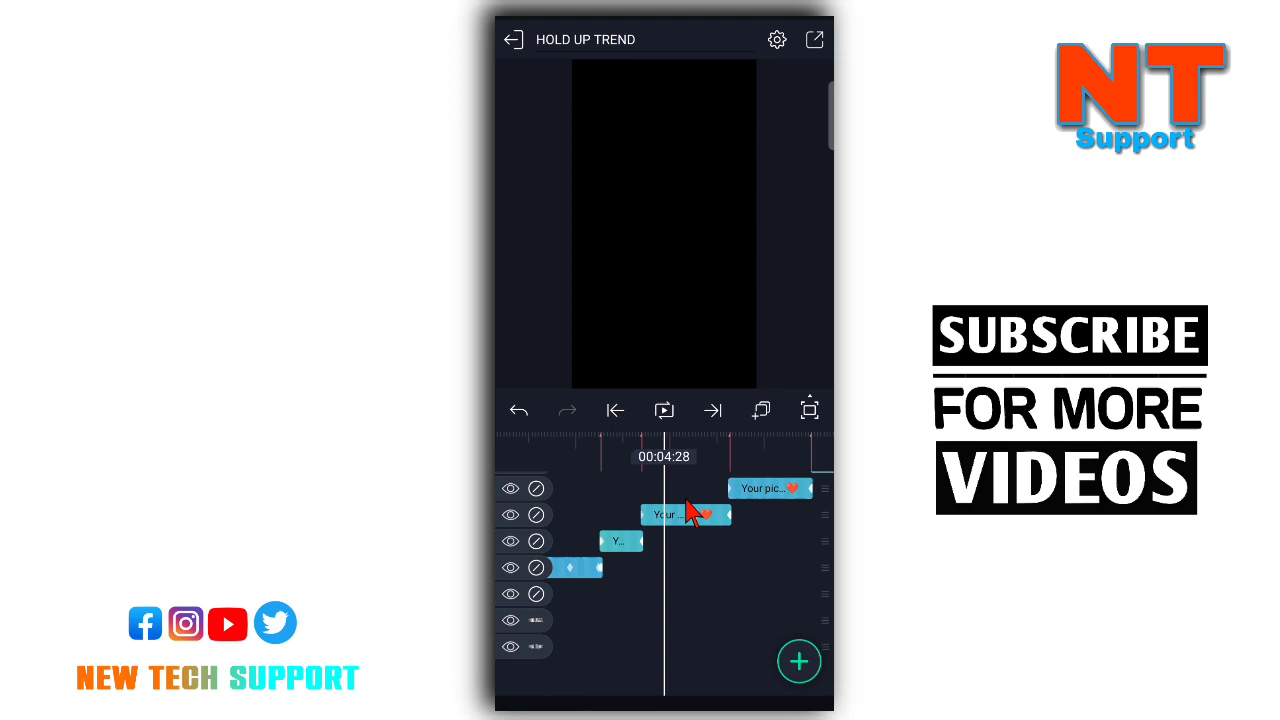 HOLD UP TREND
NT
Support
SUBSCRIBE
FOR MORE
VIDEOS
00:04:28
Your pic...❤️
Your ...❤️
Y...
NEW TECH SUPPORT